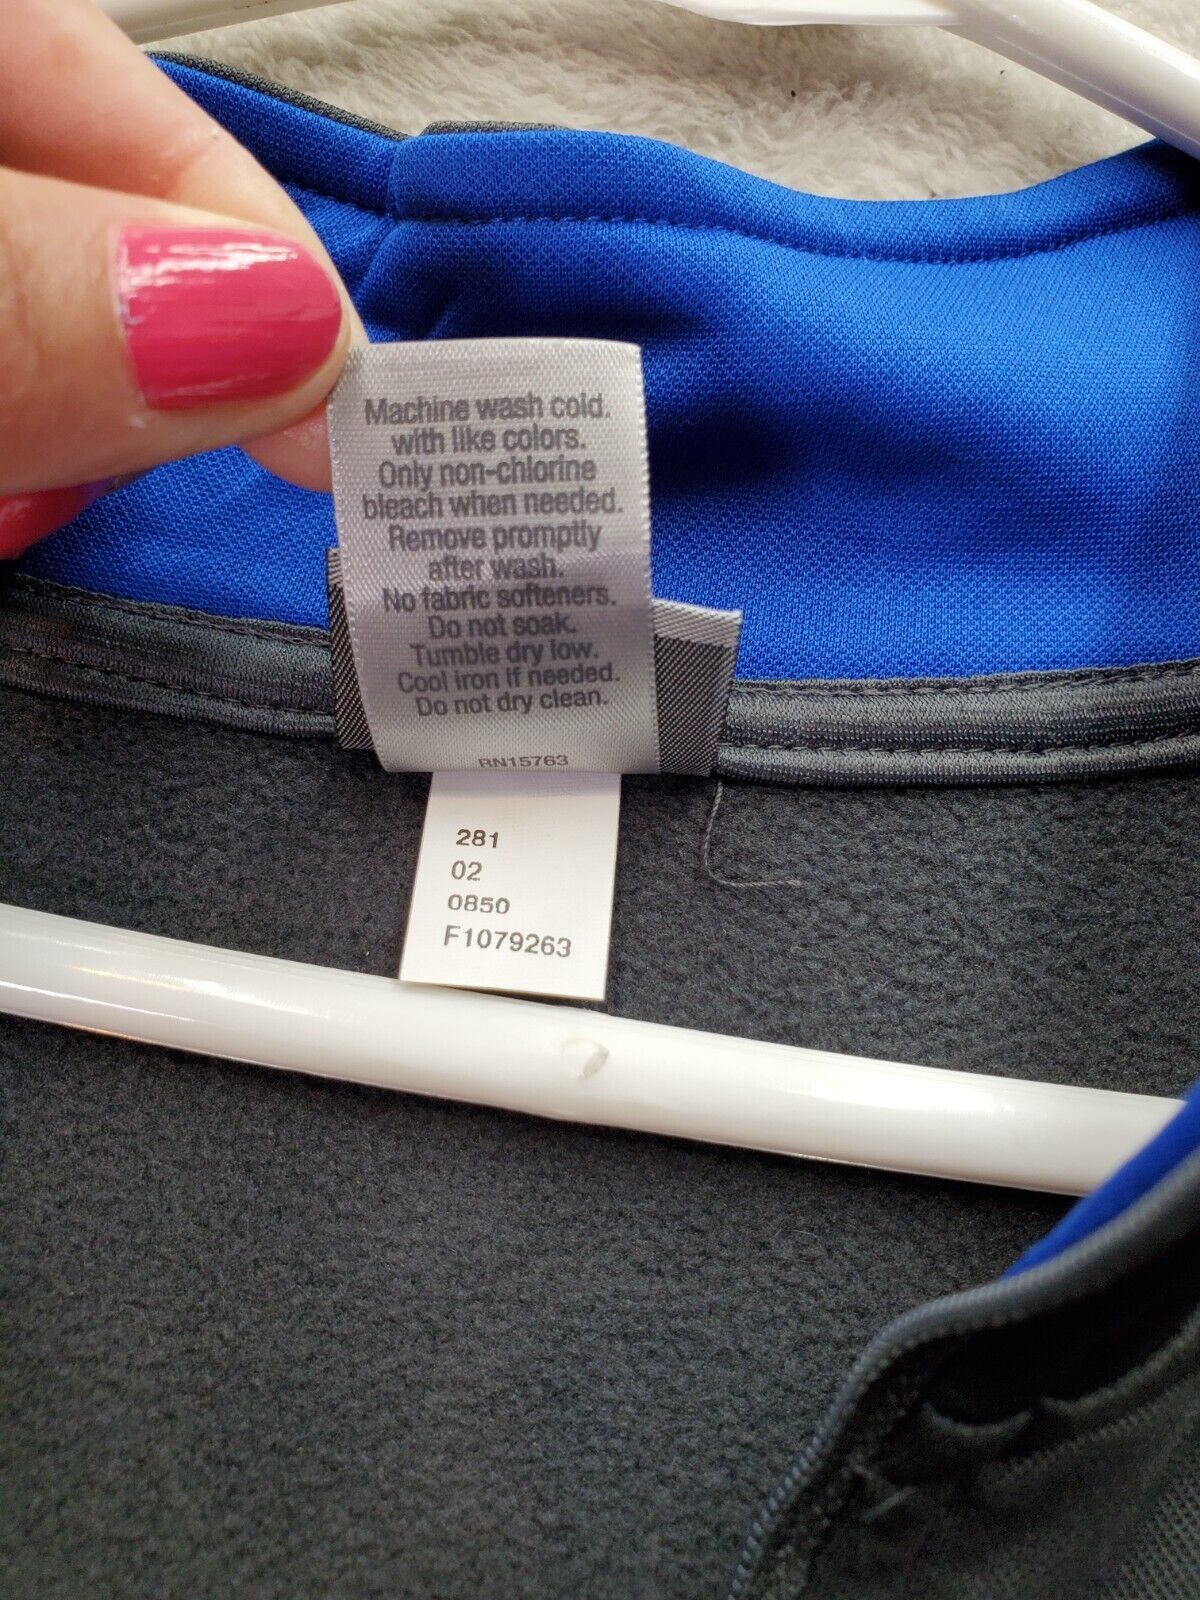 Machine wash cold.
with like colors.
Only non-chlorine
bleach when needed.
Remove promptly
after wash.
No fabric softeners.
Do not soak.
Tumble dry low.
Cool iron if needed.
Do not dry clean.
RN15763
281
02
0850
F1079263